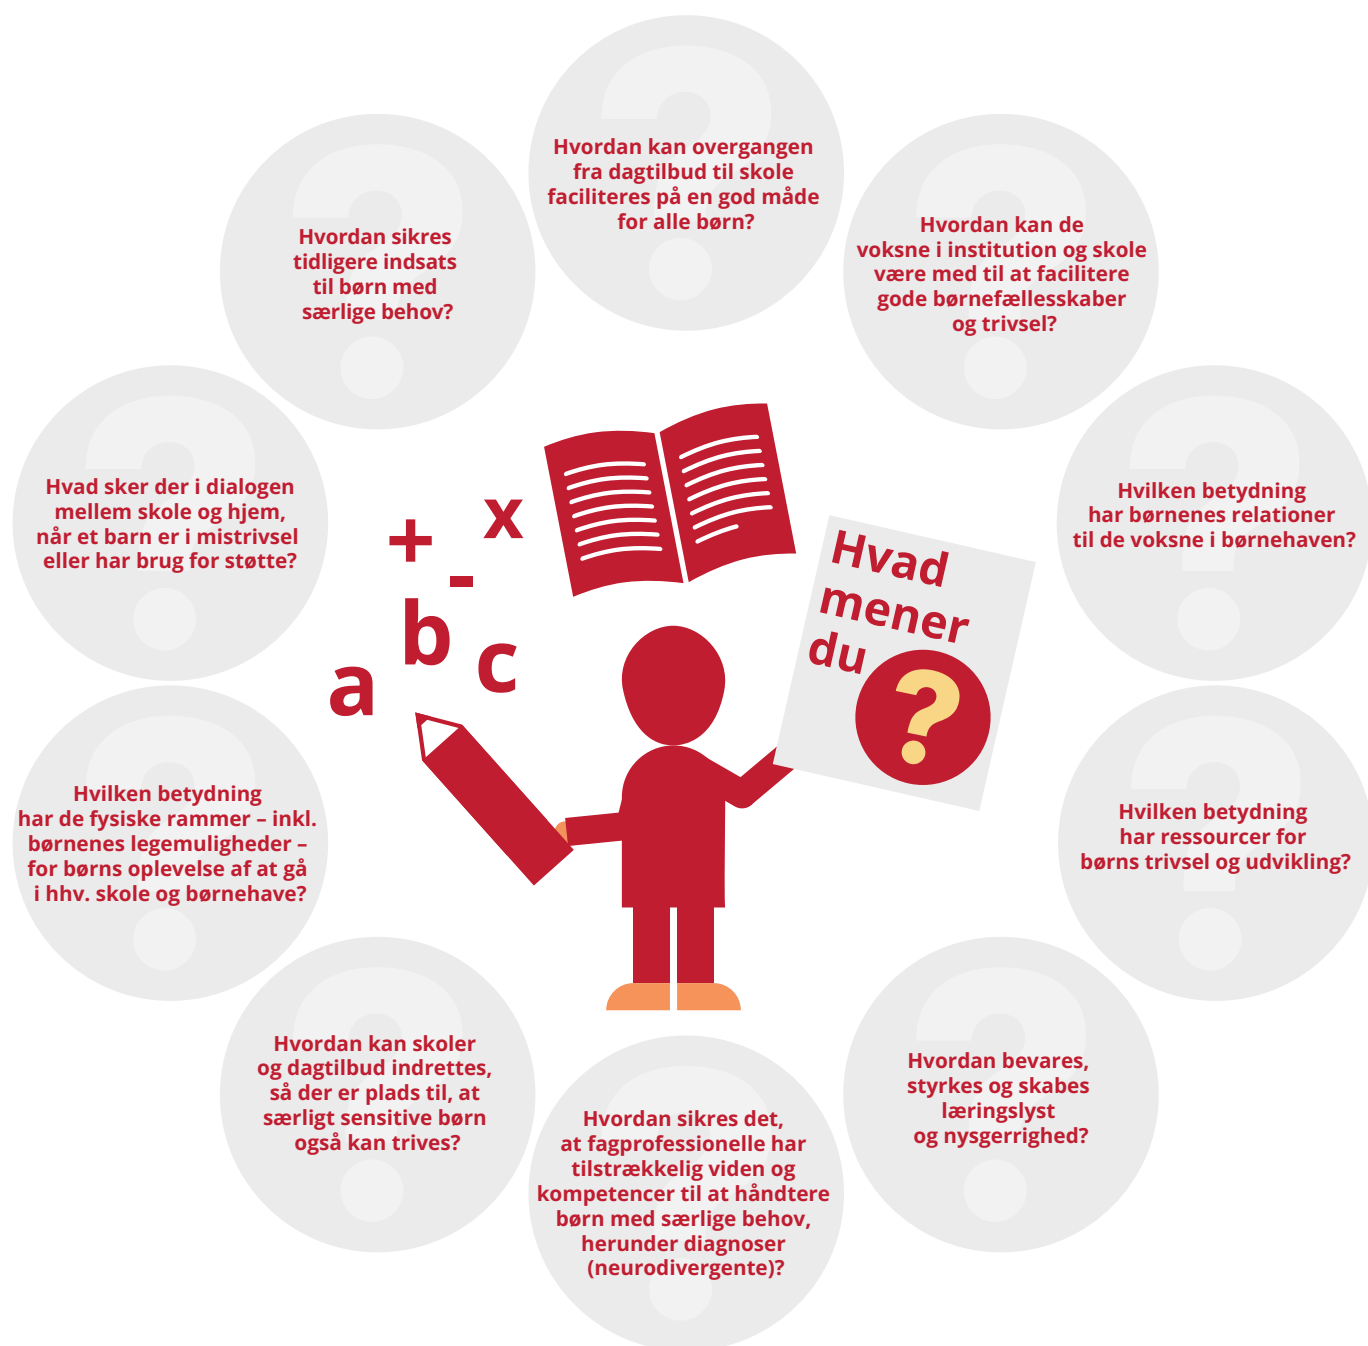 Hvordan kan overgangen
fra dagtilbud til skole
faciliteres på en god måde
for alle børn?
Hvordan kan de
voksne i institution og skole
være med til at facilitere
gode børnefællesskaber
og trivsel?
Hvilken betydning
har børnenes relationer
til de voksne i børnehaven?
Hvilken betydning
har ressourcer for
børns trivsel og udvikling?
Hvordan bevares,
styrkes og skabes
læringslyst
og nysgerrighed?
Hvordan sikres det,
at fagprofessionelle har
tilstrækkelig viden og
kompetencer til at håndtere
børn med særlige behov,
herunder diagnoser
(neurodivergente)?
Hvordan kan skoler
og dagtilbud indrettes,
så der er plads til, at
særligt sensitive børn
også kan trives?
Hvilken betydning
har de fysiske rammer – inkl.
børnenes legemuligheder –
for børns oplevelse af at gå
i hhv. skole og børnehave?
Hvad sker der i dialogen
mellem skole og hjem,
når et barn er i mistrivsel
eller har brug for støtte?
Hvordan sikres
tidligere indsats
til børn med
særlige behov?
+ x
-
a b c
Hvad
mener
du
?